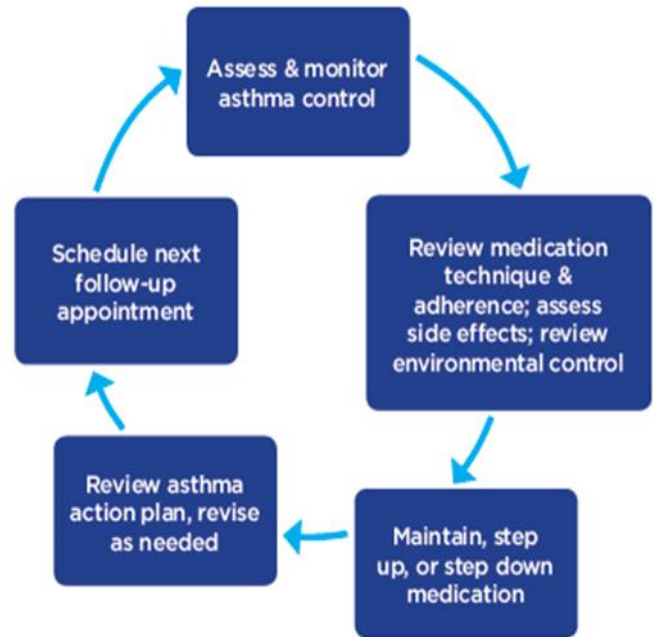 Assess & monitor
asthma control
Review medication
technique &
adherence; assess
side effects; review
environmental control
Maintain, step
up, or step down
medication
Review asthma
action plan, revise
as needed
Schedule next
follow-up
appointment